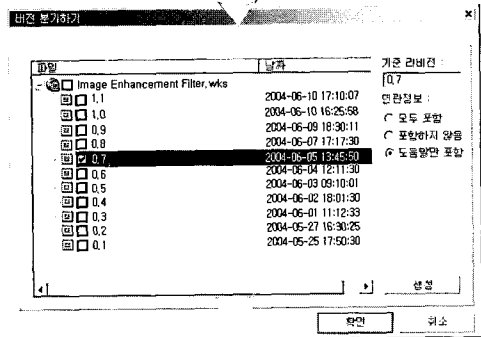 버전 분기하기
파일 날짜
Image Enhancement Filter.wks
1.1 2004-06-10 17:10:07
1.0 2004-06-10 16:25:58
0.9 2004-06-09 18:30:11
0.8 2004-06-07 17:17:30
0.7 2004-06-05 13:45:50
0.6 2004-06-04 12:11:30
0.5 2004-06-03 09:10:01
0.4 2004-06-02 18:01:30
0.3 2004-06-01 11:12:33
0.2 2004-05-27 16:30:25
0.1 2004-05-25 17:50:30
기준 리비전 :
0.7
연관정보 :
모두 포함
포함하지 않음
도움말만 포함
생성
확인 취소